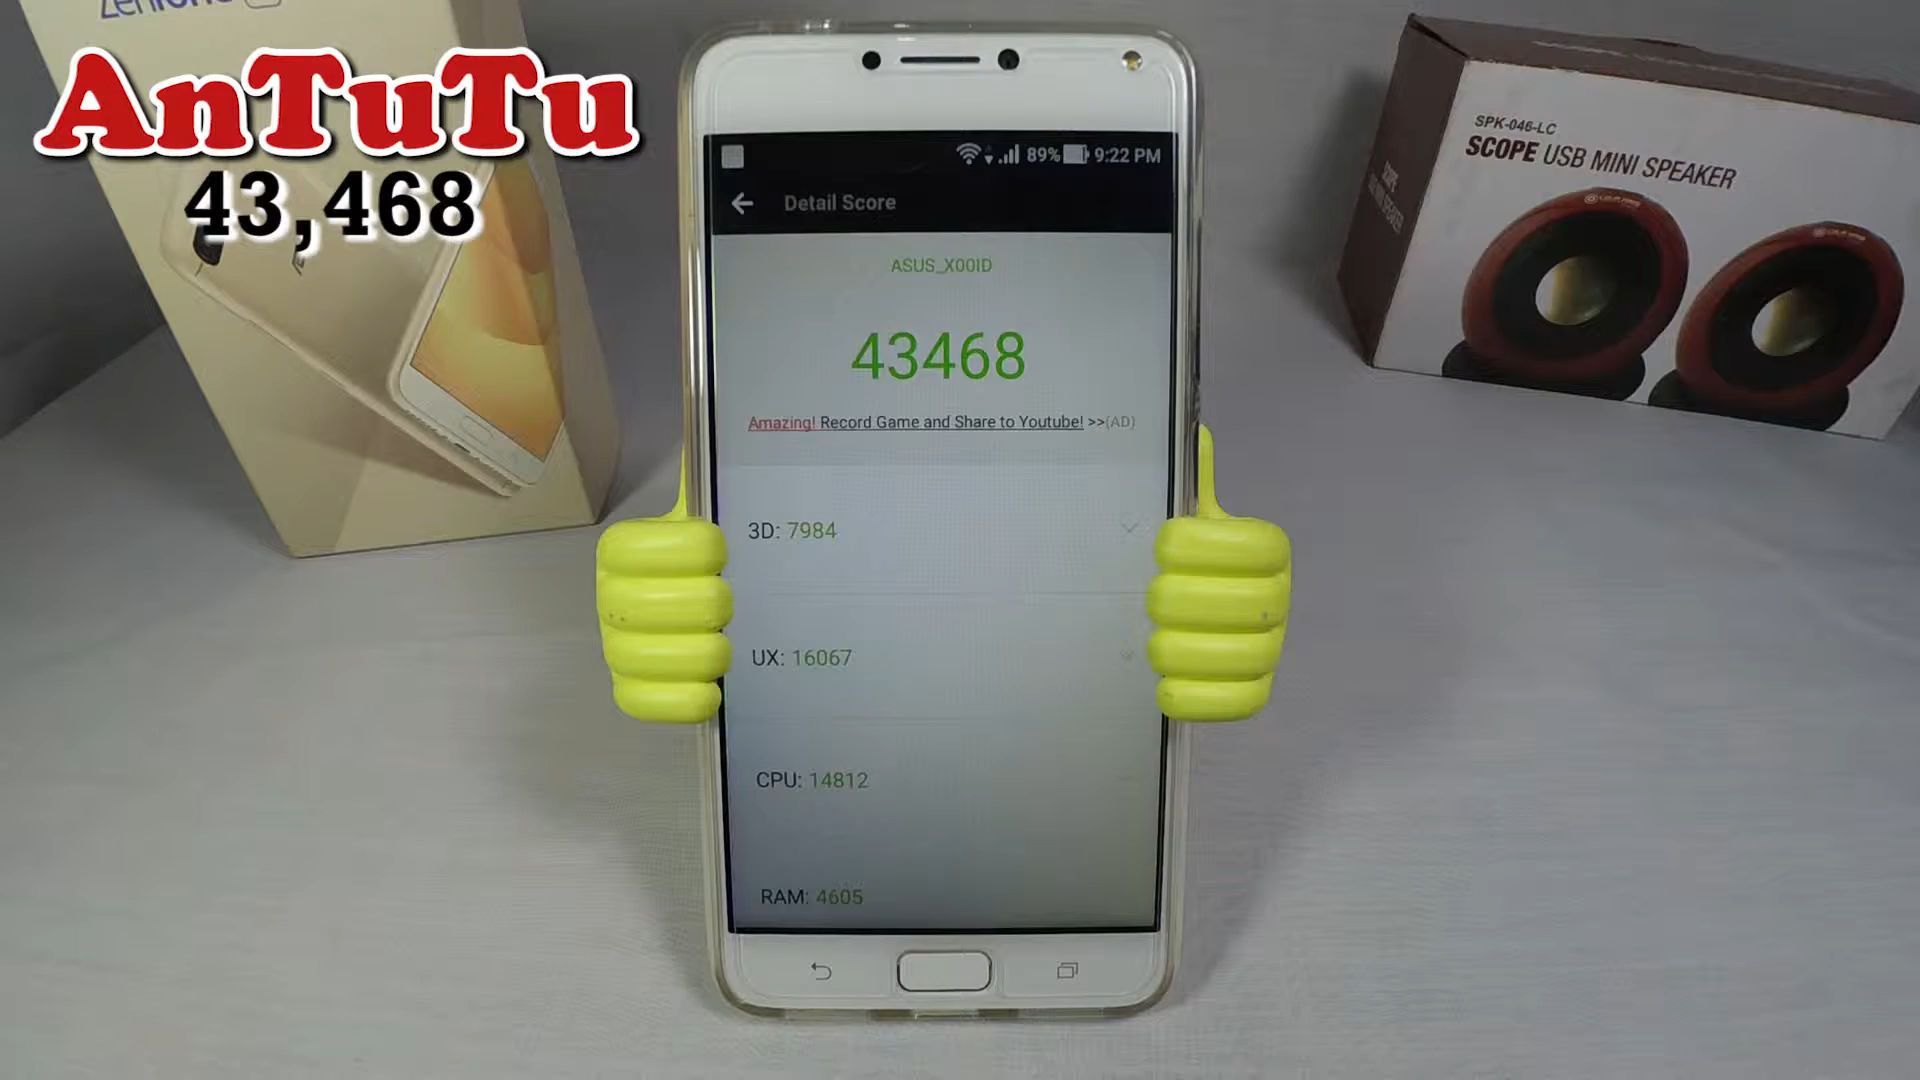 AnTuTu
43,468
89% 9:22 PM
Detail Score
ASUS_X00ID
43468
Amazing! Record Game and Share to Youtube! >>(AD)
3D: 7984
UX: 16067
CPU: 14812
RAM: 4605
SPK-046-LC
SCOPE USB MINI SPEAKER